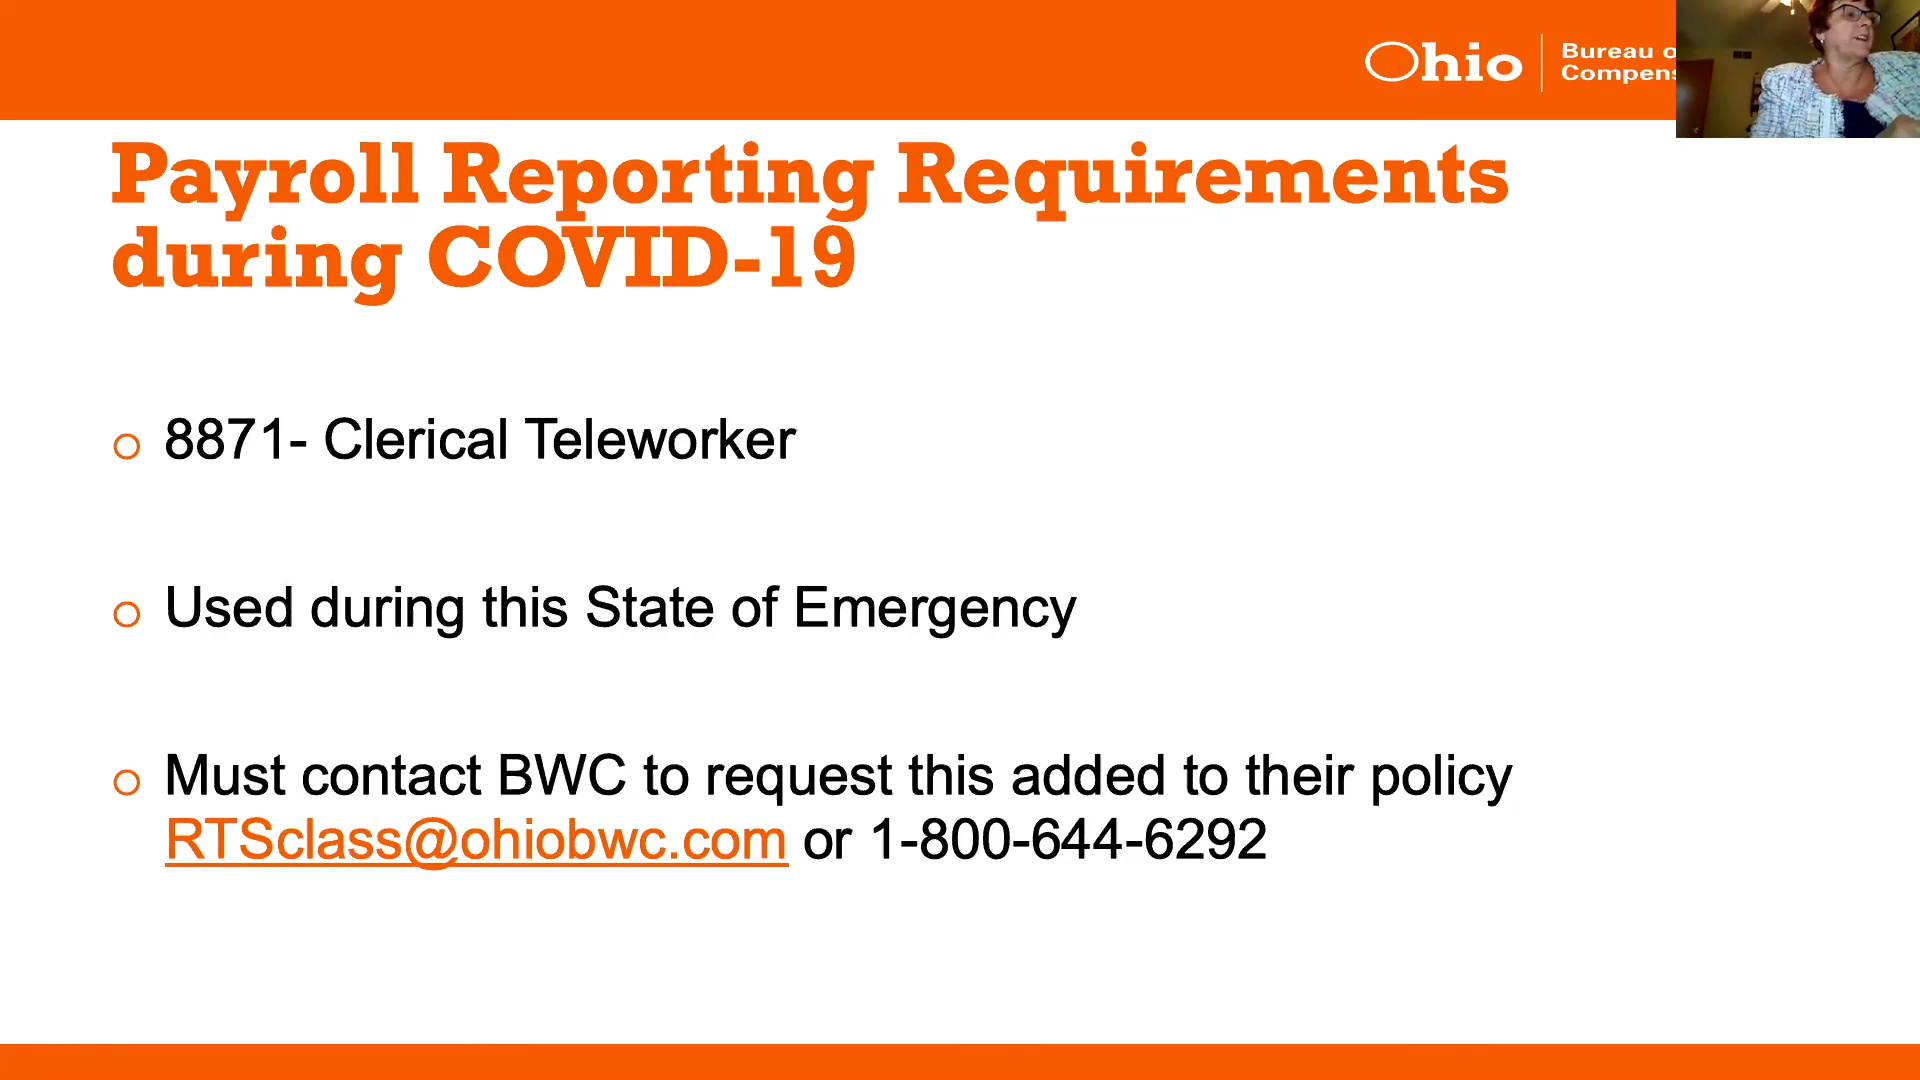 Ohio
Bureau
Payroll Reporting Requirements
during COVID-19
8871- Clerical Teleworker
Used during this State of Emergency
Must contact BWC to request this added to their policy
RTSclass@ohiobwc.com or 1-800-644-6292